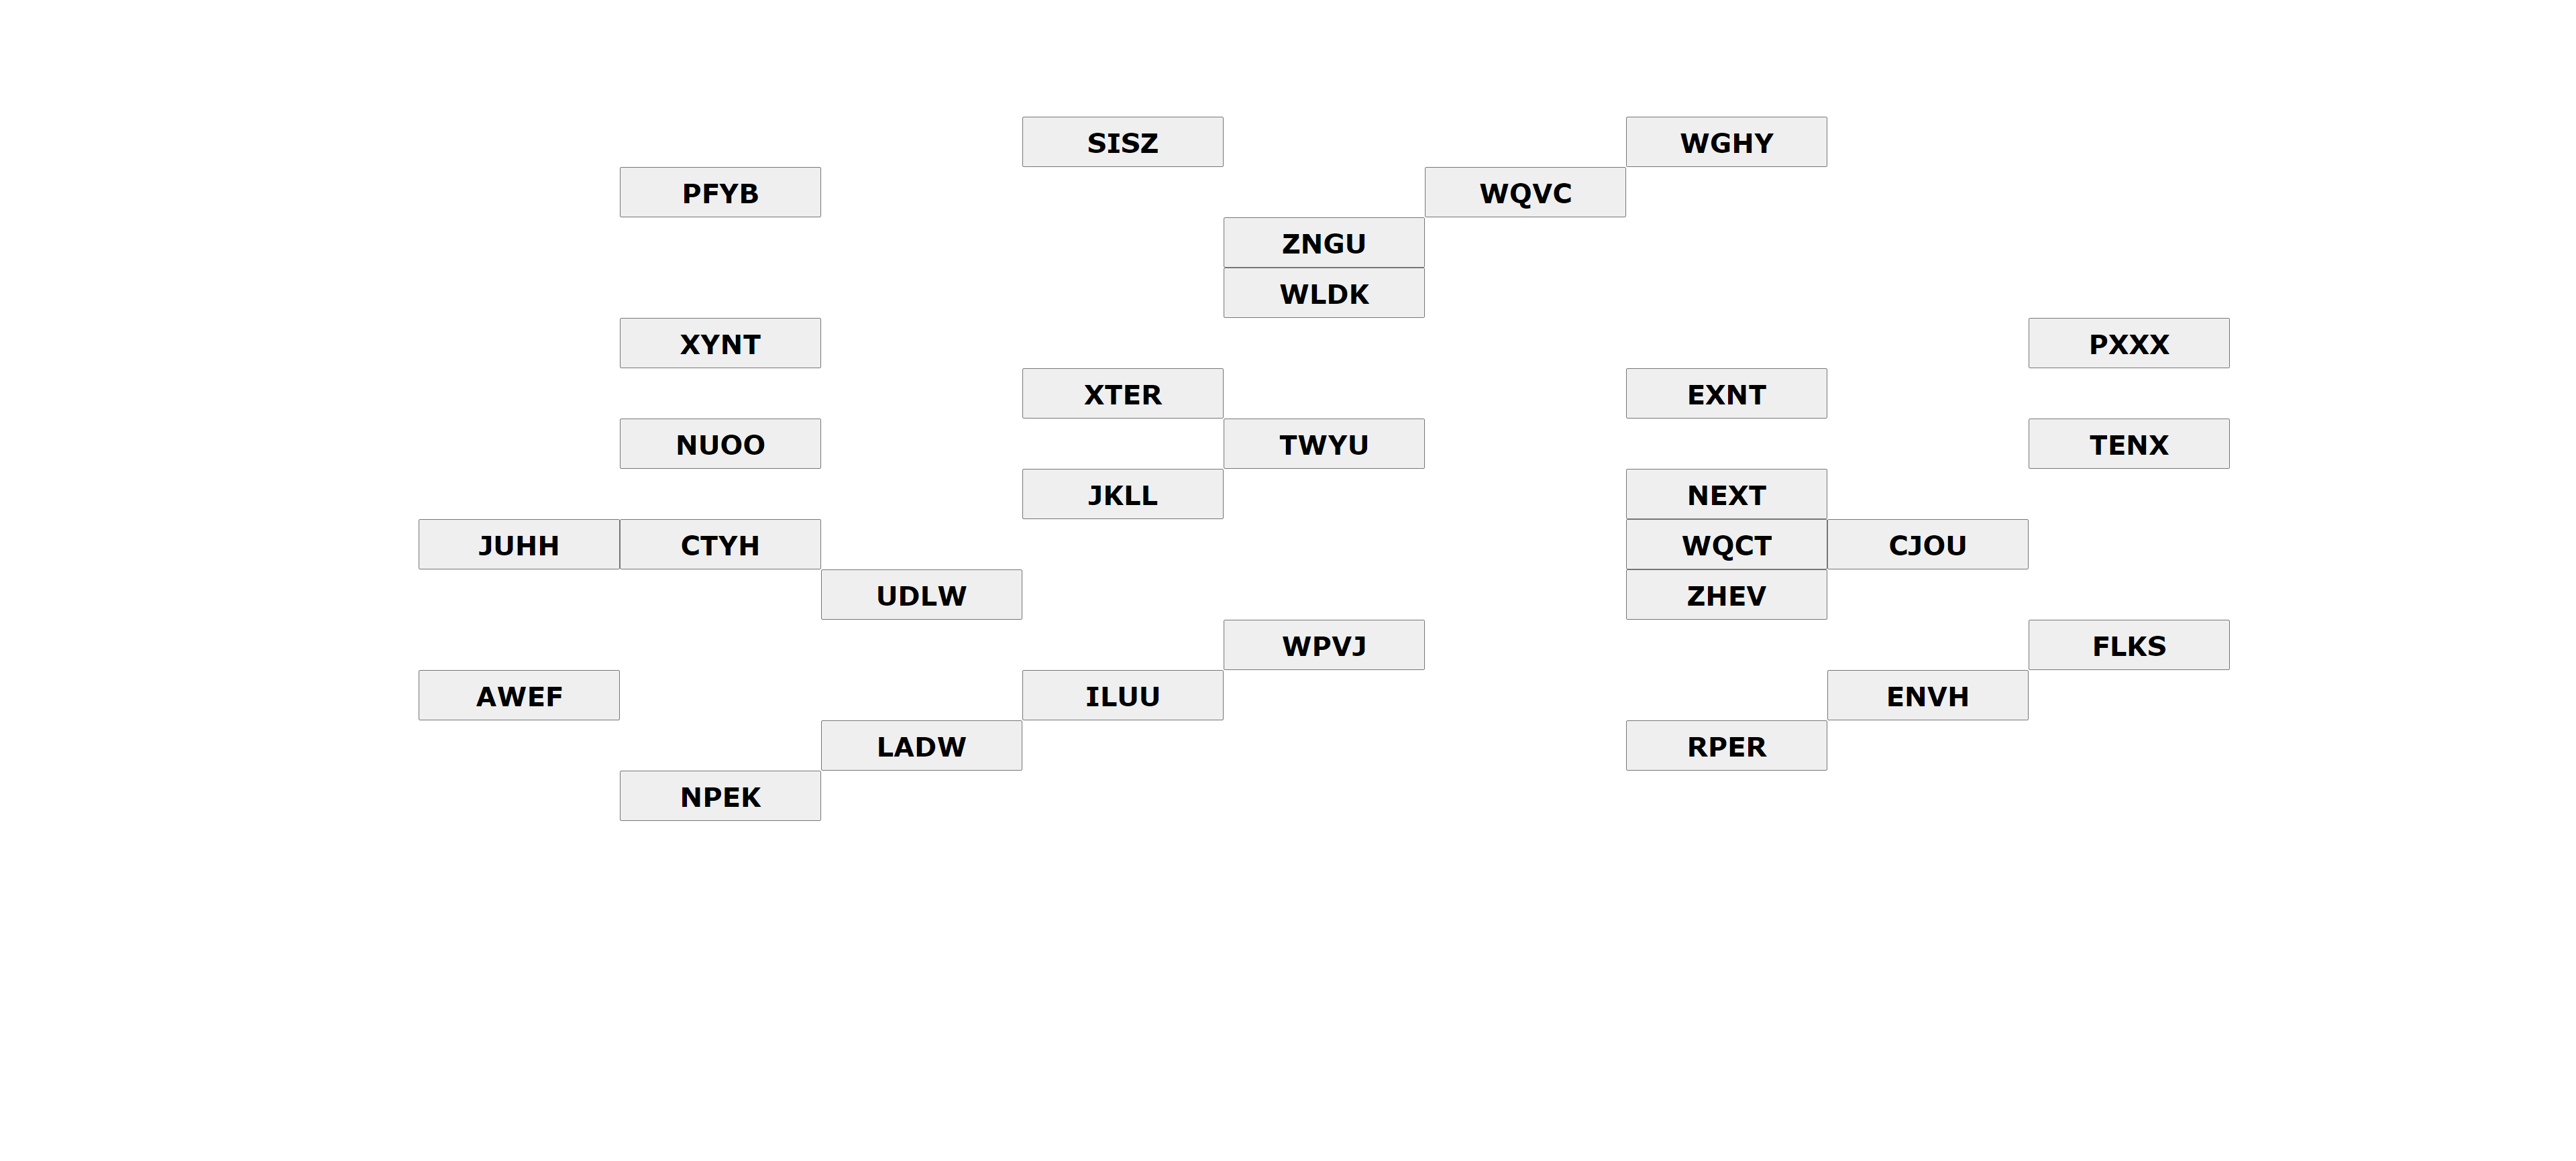 SISZ WGHY
PFYB WQVC
ZNGU
WLDK
XYNT PXXX
XTER EXNT
NUOO TWYU TENX
JKLL NEXT
JUHH CTYH WQCT CJOU
UDLW ZHEV
WPVJ FLKS
AWEF ILUU ENVH
LADW RPER
NPEK